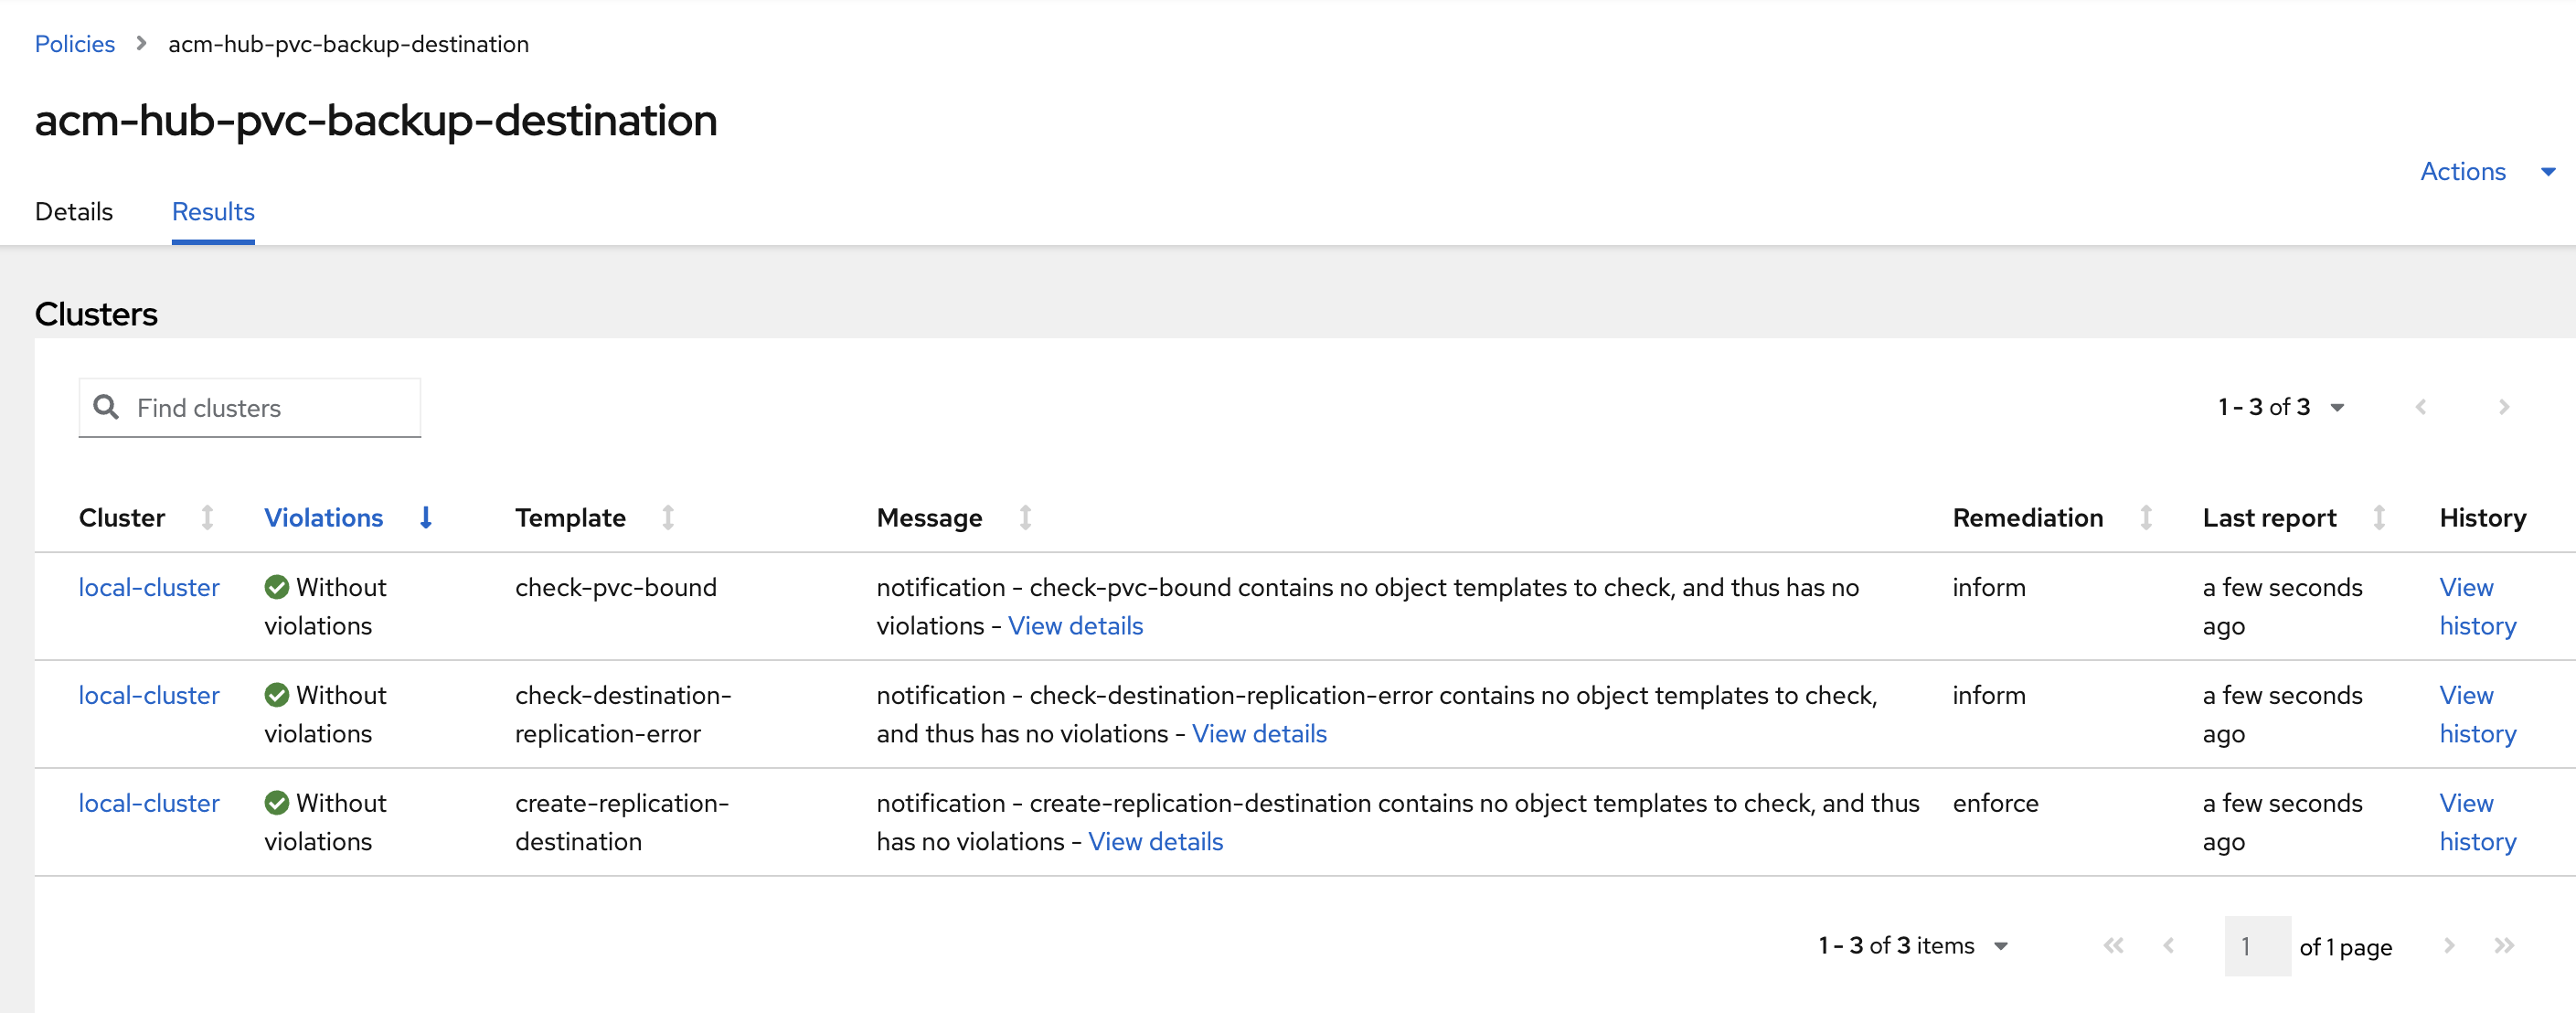 Policies > acm-hub-pvc-backup-destination
acm-hub-pvc-backup-destination
Actions
Details Results
Clusters
Find clusters
1 - 3 of 3
Cluster Violations Template Message Remediation Last report History
local-cluster Without check-pvc-bound notification - check-pvc-bound contains no object templates to check, and thus has no inform a few seconds View
violations violations - View details ago history
local-cluster Without check-destination- notification - check-destination-replication-error contains no object templates to check, inform a few seconds View
violations replication-error and thus has no violations - View details ago history
local-cluster Without create-replication- notification - create-replication-destination contains no object templates to check, and thus enforce a few seconds View
violations destination has no violations - View details ago history
1 - 3 of 3 items 1 of 1 page